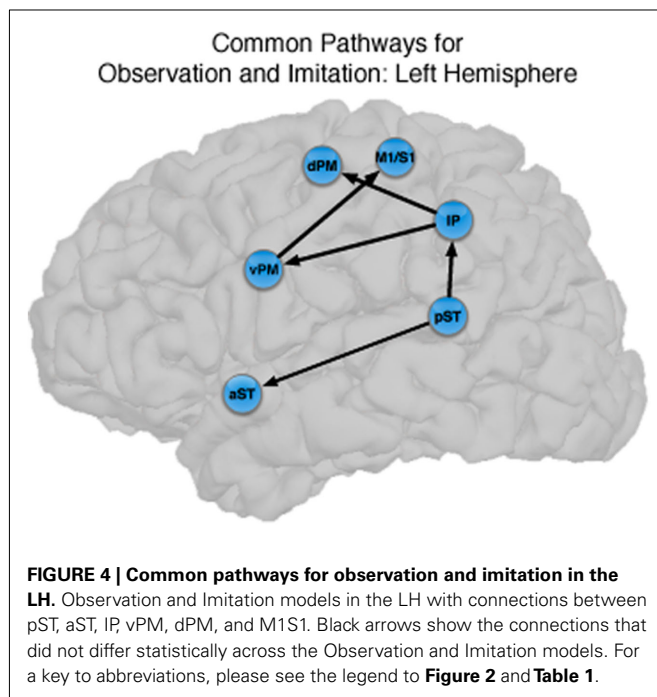 Common Pathways for
Observation and Imitation: Left Hemisphere
dPM
M1/S1
IP
vPM
pST
aST
FIGURE 4 | Common pathways for observation and imitation in the
LH. Observation and Imitation models in the LH with connections between
pST, aST, IP, vPM, dPM, and M1S1. Black arrows show the connections that
did not differ statistically across the Observation and Imitation models. For
a key to abbreviations, please see the legend to Figure 2 and Table 1.